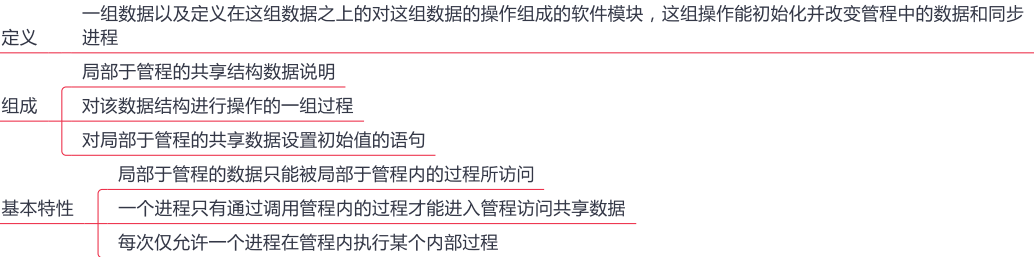 定义
一组数据以及定义在这组数据之上的对这组数据的操作组成的软件模块，这组操作能初始化并改变管程中的数据和同步
进程
组成
局部于管程的共享结构数据说明
对该数据结构进行操作的一组过程
对局部于管程的共享数据设置初始值的语句
基本特性
局部于管程的数据只能被局部于管程内的过程所访问
一个进程只有通过调用管程内的过程才能进入管程访问共享数据
每次仅允许一个进程在管程内执行某个内部过程